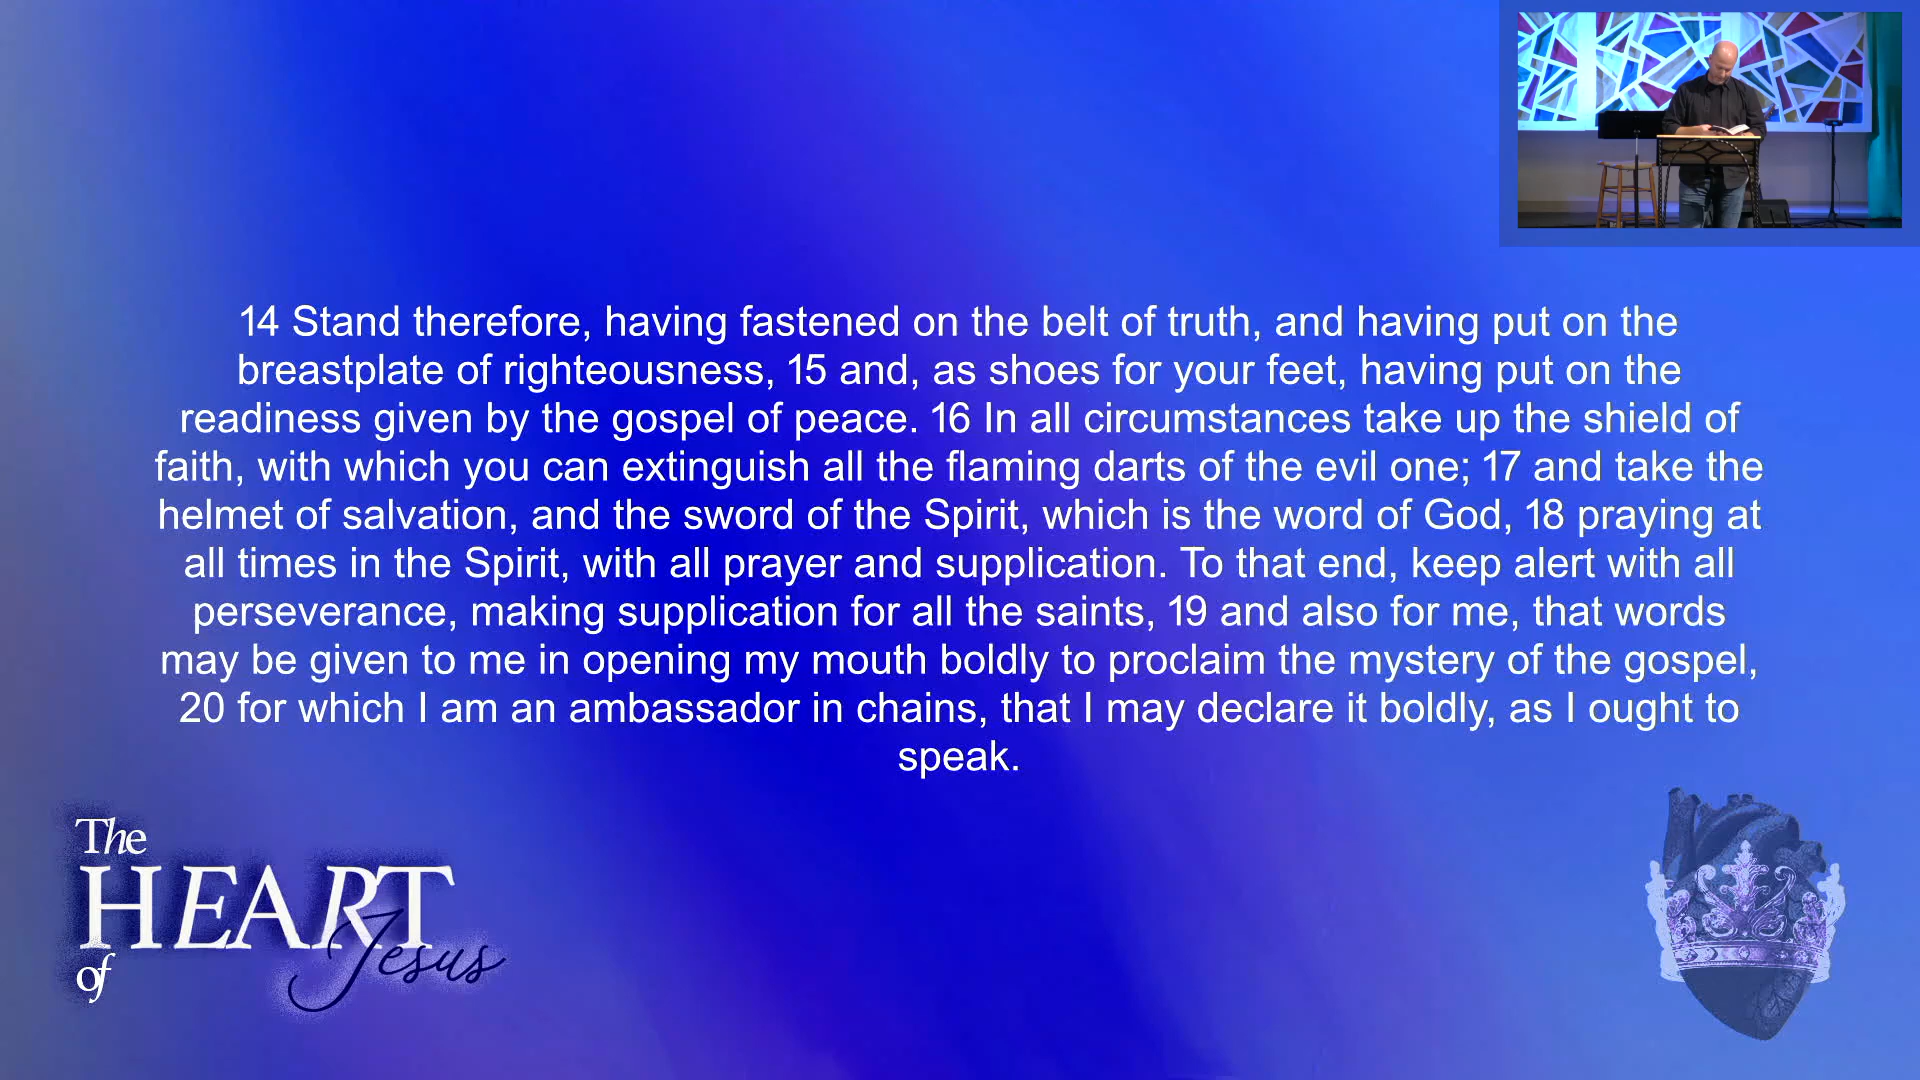 14 Stand therefore, having fastened on the belt of truth, and having put on the
breastplate of righteousness, 15 and, as shoes for your feet, having put on the
readiness given by the gospel of peace. 16 In all circumstances take up the shield of
faith, with which you can extinguish all the flaming darts of the evil one; 17 and take the
helmet of salvation, and the sword of the Spirit, which is the word of God, 18 praying at
all times in the Spirit, with all prayer and supplication. To that end, keep alert with all
perseverance, making supplication for all the saints, 19 and also for me, that words
may be given to me in opening my mouth boldly to proclaim the mystery of the gospel,
20 for which I am an ambassador in chains, that I may declare it boldly, as I ought to
speak.
The
HEART
of Jesus